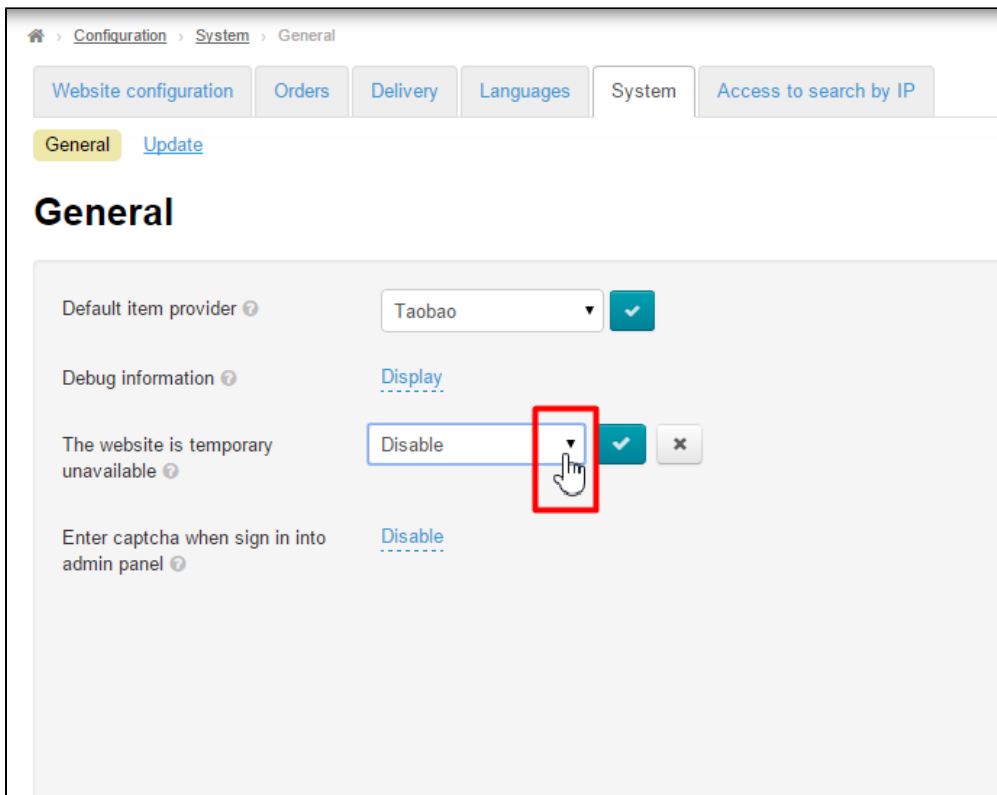 Configuration > System > General
Website configuration Orders Delivery Languages System Access to search by IP
General Update
General
Default item provider ? Taobao
Debug information ? Display
The website is temporary
unavailable ? Disable
Enter captcha when sign in into
admin panel ? Disable